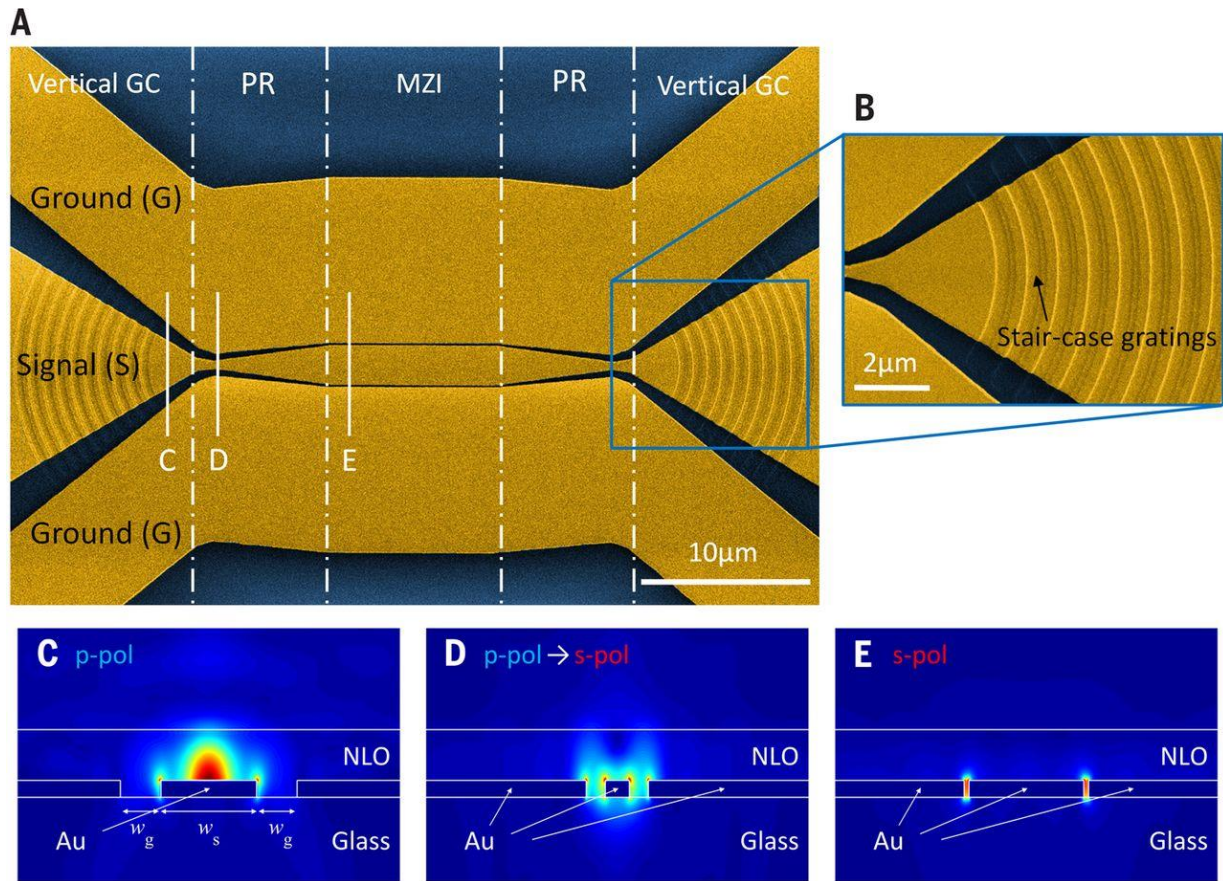 A
Vertical GC PR MZI PR Vertical GC
Ground (G)
Signal (S)
C D E
Ground (G)
10µm
B
Stair-case gratings
2µm
C p-pol
NLO
Au
wg ws wg
Glass
D p-pol → s-pol
NLO
Au
Glass
E s-pol
NLO
Au
Glass